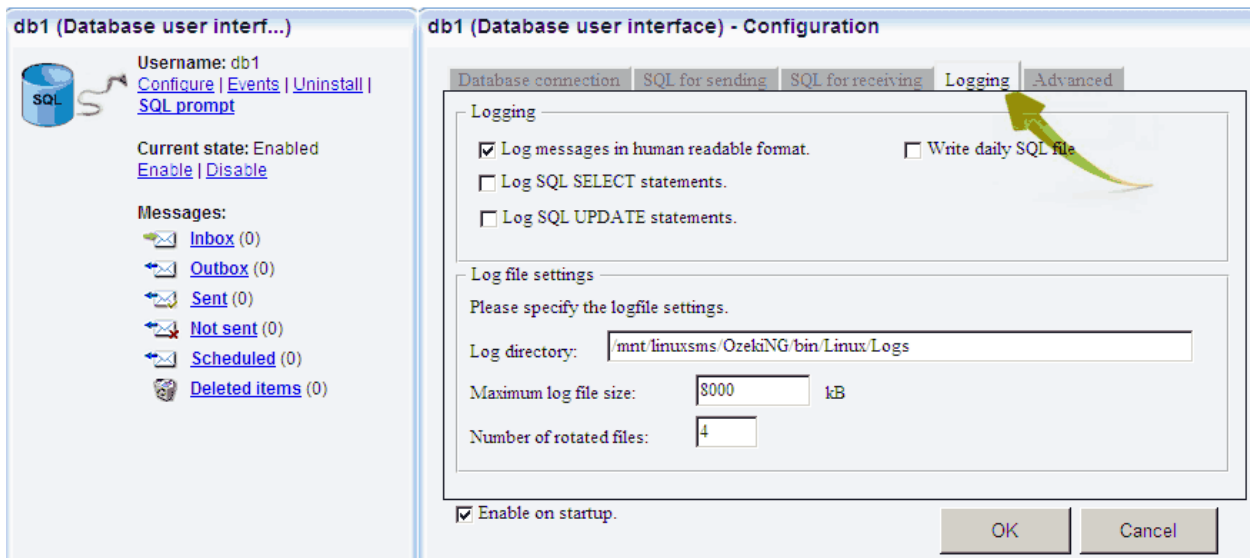 db1 (Database user interf...)
SQL
Username: db1
Configure | Events | Uninstall |
SQL prompt
Current state: Enabled
Enable | Disable
Messages:
Inbox (0)
Outbox (0)
Sent (0)
Not sent (0)
Scheduled (0)
Deleted items (0)
db1 (Database user interface) - Configuration
Database connection SQL for sending SQL for receiving Logging Advanced
Logging
Log messages in human readable format. Write daily SQL file
Log SQL SELECT statements.
Log SQL UPDATE statements.
Log file settings
Please specify the logfile settings.
Log directory: /mnt/linuxsms/OzekiNG/bin/Linux/Logs
Maximum log file size: 8000 kB
Number of rotated files: 4
Enable on startup.
OK Cancel